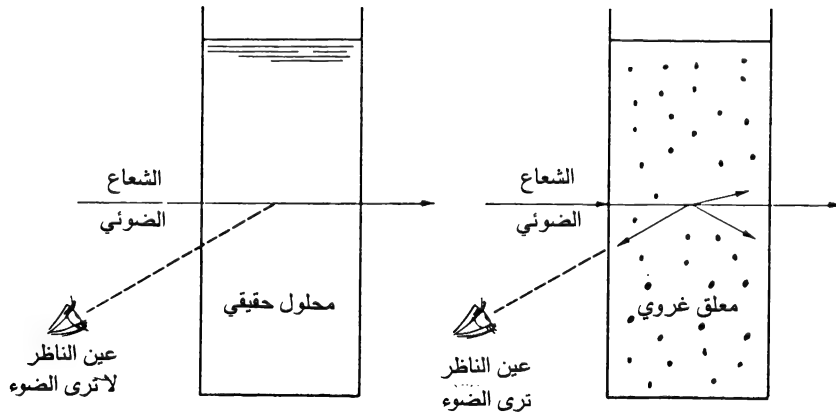 الشعاع
الضوئي
محلول حقيقي
عين الناظر
لا ترى الضوء
الشعاع
الضوئي
معلق غروي
عين الناظر
ترى الضوء